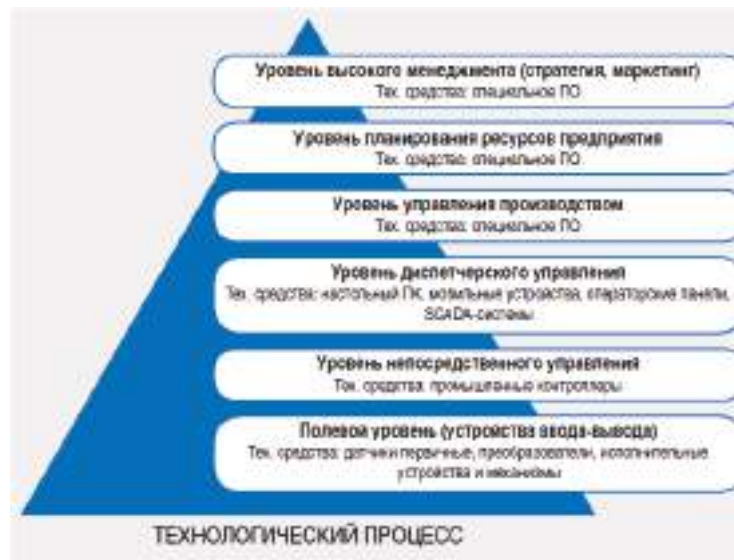 Уровень высокого менеджмента (стратегия, маркетинг)
Тех. средства: специальное ПО
Уровень планирования ресурсов предприятия
Тех. средства: специальное ПО
Уровень управления производством
Тех. средства: специальное ПО
Уровень диспетчерского управления
Тех. средства: настольный ПК, мобильные устройства, операторские панели,
SCADA-системы
Уровень непосредственного управления
Тех. средства: промышленные контроллеры
Полевой уровень (устройства ввода-вывода)
Тех. средства: датчики первичные, преобразователи, исполнительные
устройства и механизмы
ТЕХНОЛОГИЧЕСКИЙ ПРОЦЕСС